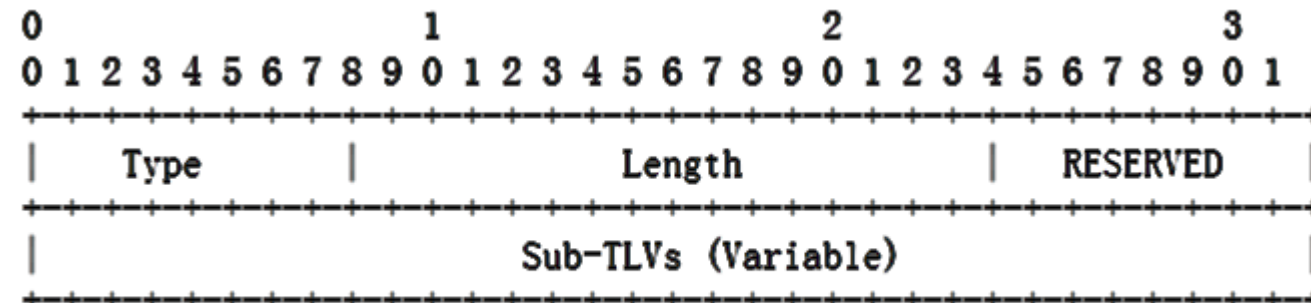 0 1 2 3
0 1 2 3 4 5 6 7 8 9 0 1 2 3 4 5 6 7 8 9 0 1 2 3 4 5 6 7 8 9 0 1
+-+-+-+-+-+-+-+-+-+-+-+-+-+-+-+-+-+-+-+-+-+-+-+-+-+-+-+-+-+-+-+-+
| Type | Length | RESERVED |
+-+-+-+-+-+-+-+-+-+-+-+-+-+-+-+-+-+-+-+-+-+-+-+-+-+-+-+-+-+-+-+-+
| Sub-TLVs (Variable) |
+-+-+-+-+-+-+-+-+-+-+-+-+-+-+-+-+-+-+-+-+-+-+-+-+-+-+-+-+-+-+-+-+